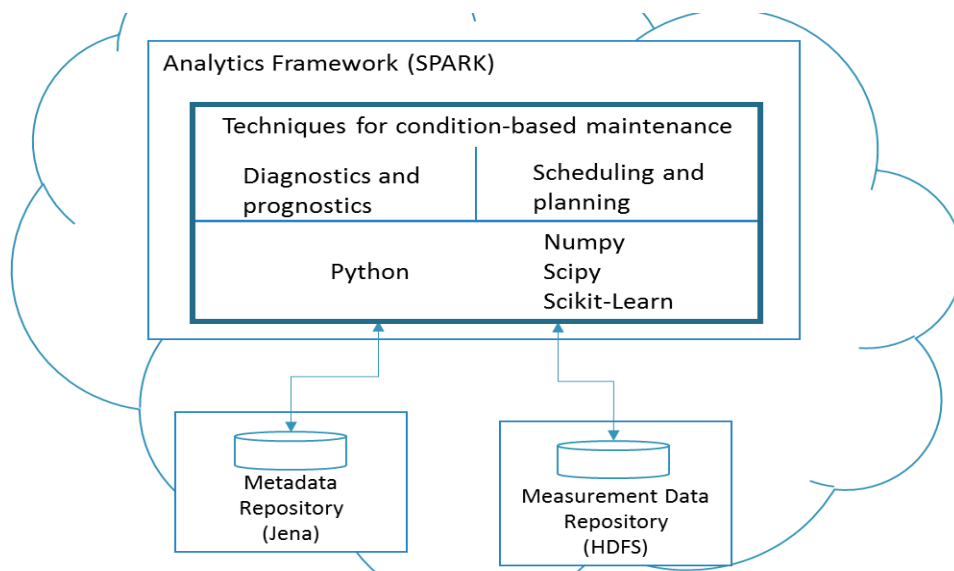 Analytics Framework (SPARK)
Techniques for condition-based maintenance
Diagnostics and
prognostics
Scheduling and
planning
Python
Numpy
Scipy
Scikit-Learn
Metadata
Repository
(Jena)
Measurement Data
Repository
(HDFS)